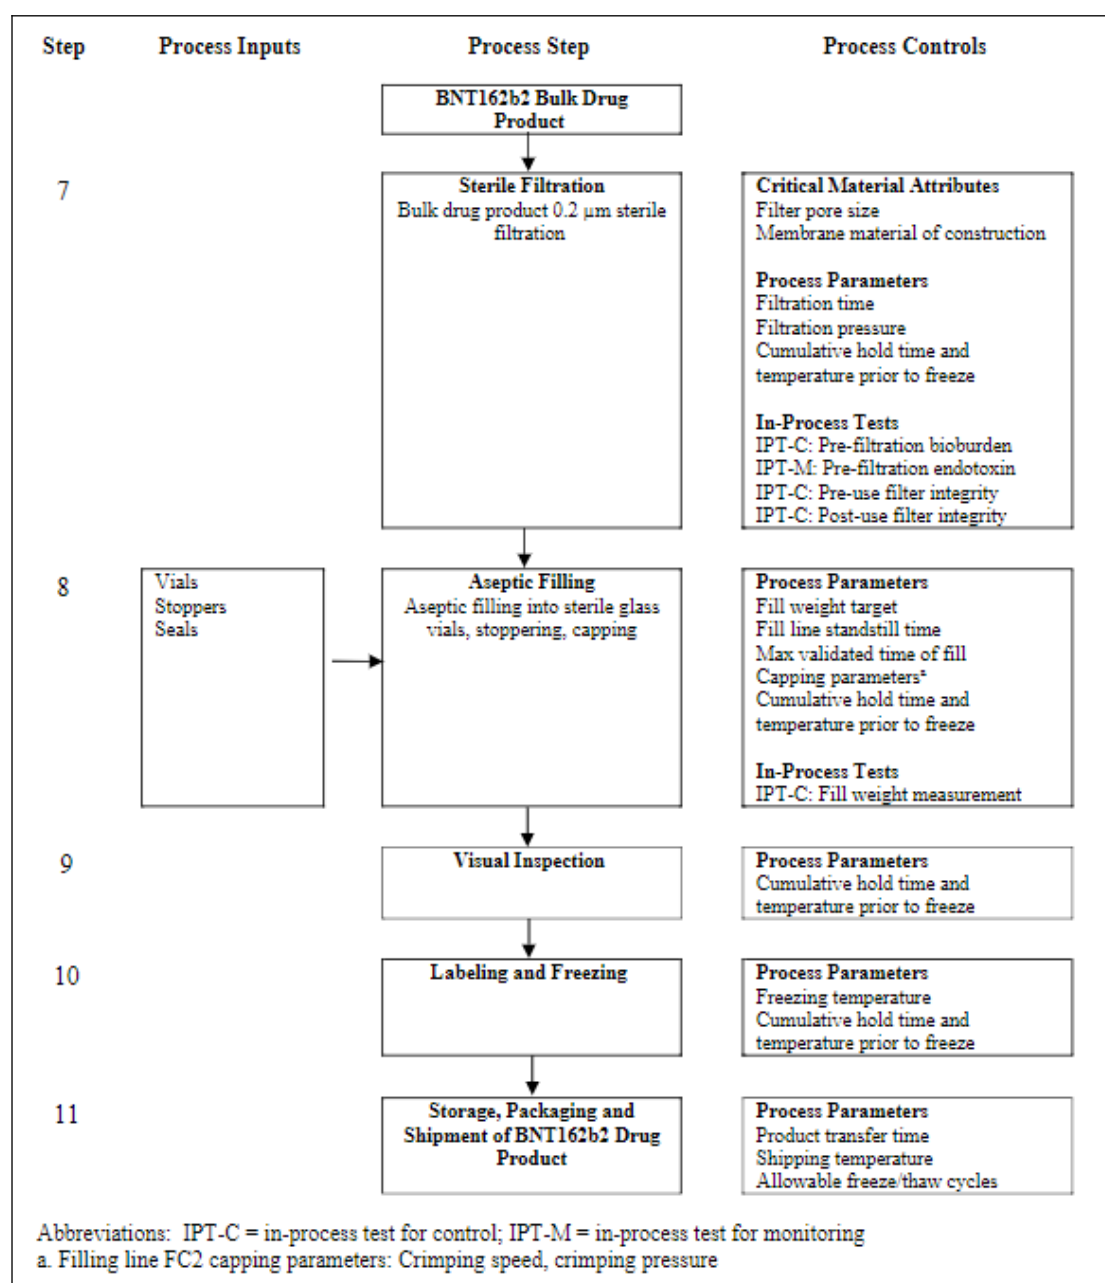 Step Process Inputs Process Step Process Controls
BNT162b2 Bulk Drug
Product
7
Sterile Filtration
Bulk drug product 0.2 µm sterile
filtration
Critical Material Attributes
Filter pore size
Membrane material of construction
Process Parameters
Filtration time
Filtration pressure
Cumulative hold time and
temperature prior to freeze
In-Process Tests
IPT-C: Pre-filtration bioburden
IPT-M: Pre-filtration endotoxin
IPT-C: Pre-use filter integrity
IPT-C: Post-use filter integrity
8
Vials
Stoppers
Seals
Aseptic Filling
Aseptic filling into sterile glass
vials, stoppering, capping
Process Parameters
Fill weight target
Fill line standstill time
Max validated time of fill
Capping parametersª
Cumulative hold time and
temperature prior to freeze
In-Process Tests
IPT-C: Fill weight measurement
9
Visual Inspection
Process Parameters
Cumulative hold time and
temperature prior to freeze
10
Labeling and Freezing
Process Parameters
Freezing temperature
Cumulative hold time and
temperature prior to freeze
11
Storage, Packaging and
Shipment of BNT162b2 Drug
Product
Process Parameters
Product transfer time
Shipping temperature
Allowable freeze/thaw cycles
Abbreviations: IPT-C = in-process test for control; IPT-M = in-process test for monitoring
a. Filling line FC2 capping parameters: Crimping speed, crimping pressure